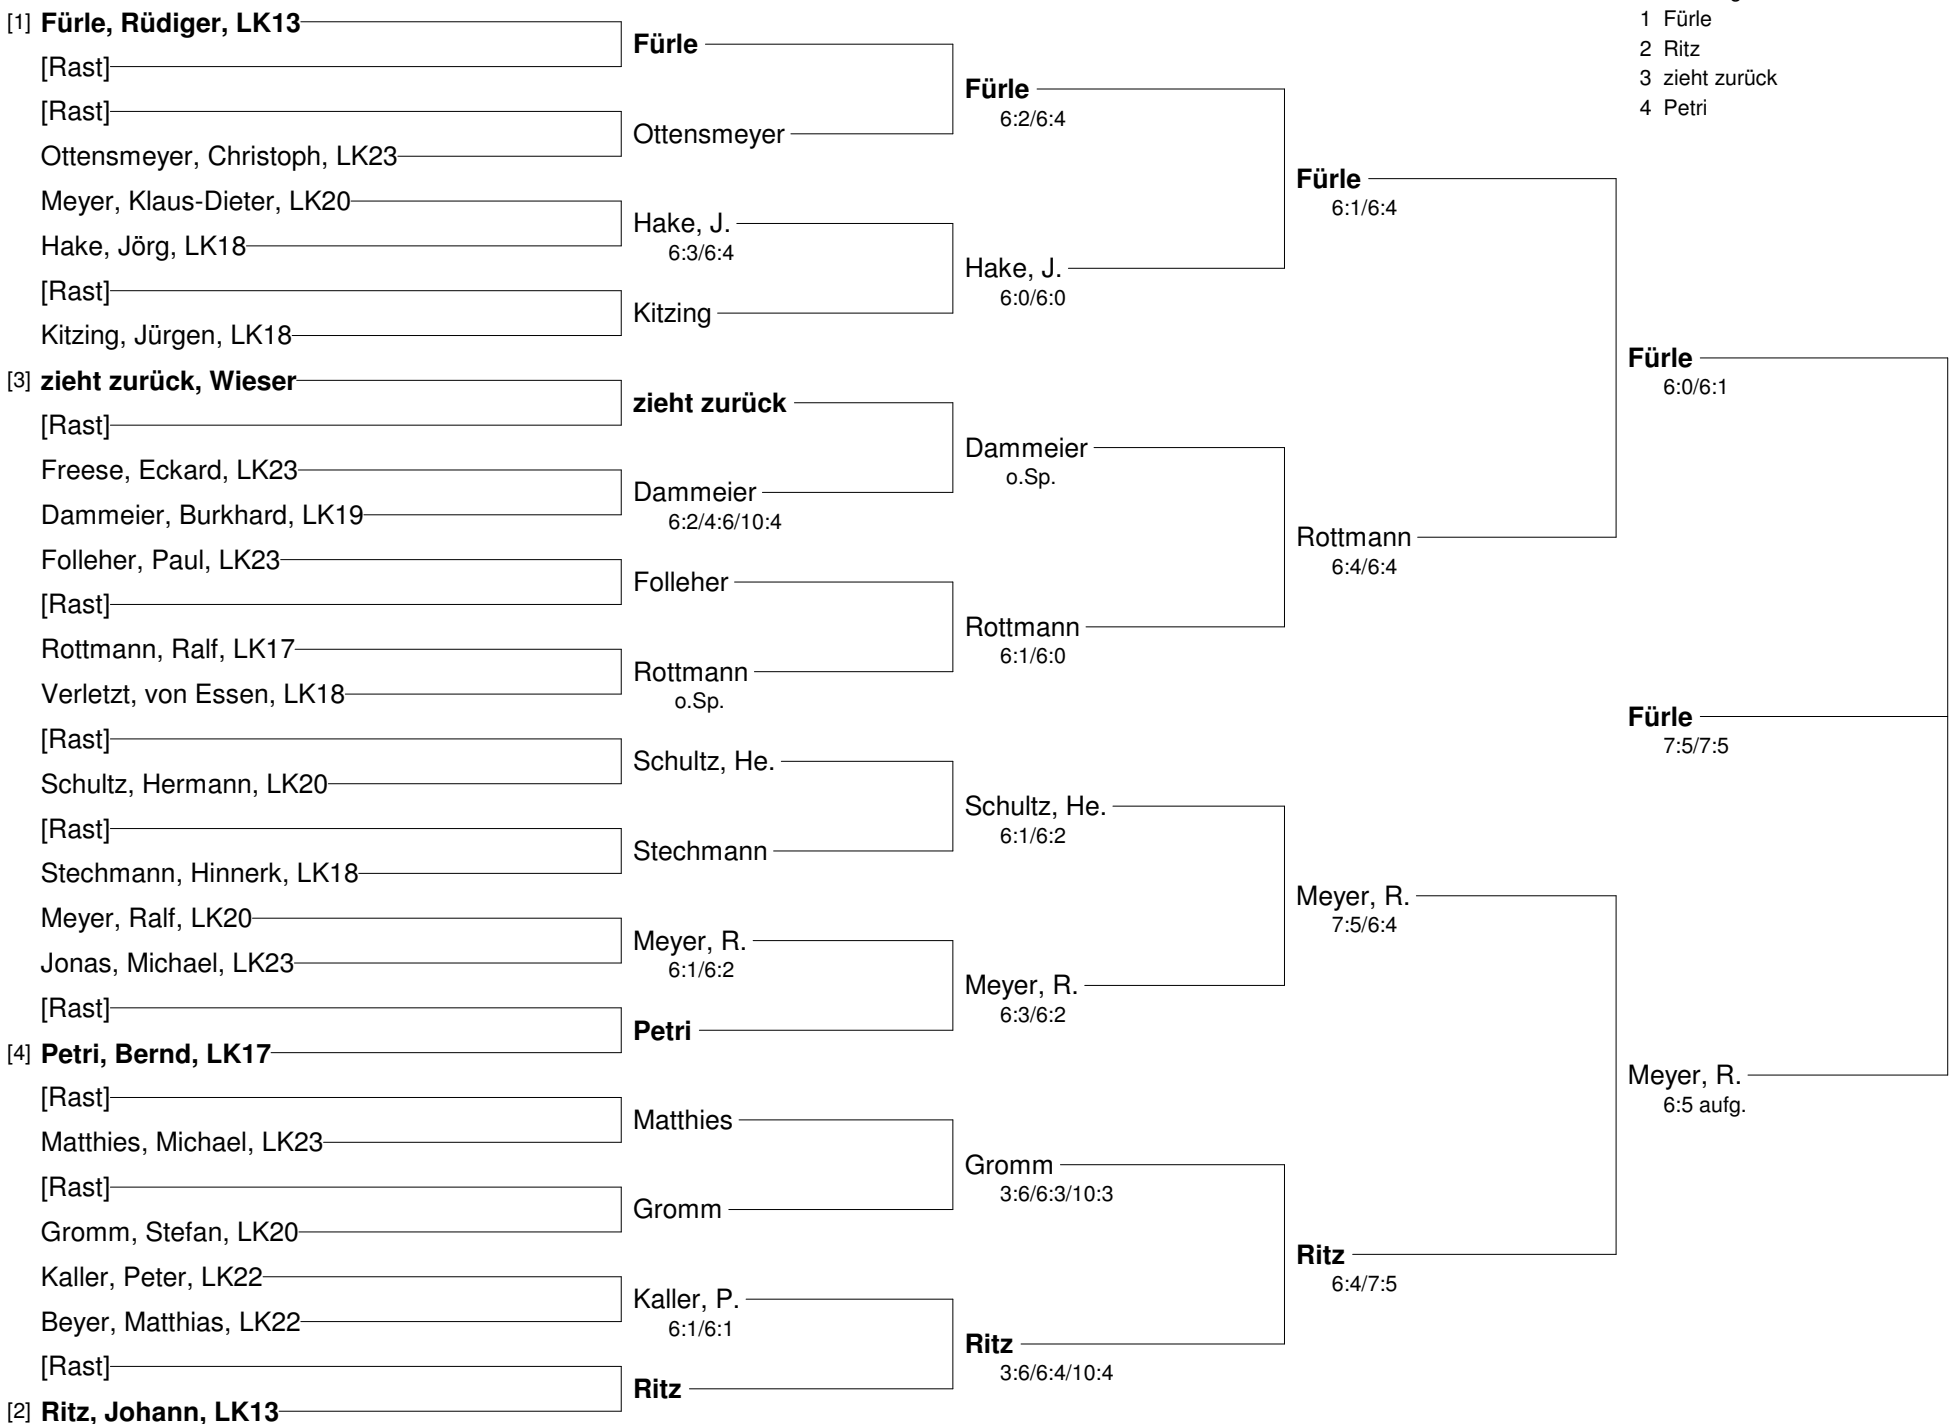 [1] Fürle, Rüdiger, LK13
[Rast]
[Rast]
Ottensmeyer, Christoph, LK23
Meyer, Klaus-Dieter, LK20
Hake, Jörg, LK18
[Rast]
Kitzing, Jürgen, LK18
[3] zieht zurück, Wieser
[Rast]
Freese, Eckard, LK23
Dammeier, Burkhard, LK19
Folleher, Paul, LK23
[Rast]
Rottmann, Ralf, LK17
Verletzt, von Essen, LK18
[Rast]
Schultz, Hermann, LK20
[Rast]
Stechmann, Hinnerk, LK18
Meyer, Ralf, LK20
Jonas, Michael, LK23
[Rast]
[4] Petri, Bernd, LK17
[Rast]
Matthies, Michael, LK23
[Rast]
Gromm, Stefan, LK20
Kaller, Peter, LK22
Beyer, Matthias, LK22
[Rast]
[2] Ritz, Johann, LK13
Fürle
Ottensmeyer
Hake, J.
6:3/6:4
Kitzing
zieht zurück
Dammeier
6:2/4:6/10:4
Folleher
Rottmann
o.Sp.
Schultz, He.
Stechmann
Meyer, R.
6:1/6:2
Petri
Matthies
Gromm
Kaller, P.
6:1/6:1
Ritz
Fürle
6:2/6:4
Hake, J.
6:0/6:0
Dammeier
o.Sp.
Rottmann
6:1/6:0
Schultz, He.
6:1/6:2
Meyer, R.
6:3/6:2
Gromm
3:6/6:3/10:3
Ritz
3:6/6:4/10:4
Fürle
6:1/6:4
Rottmann
6:4/6:4
Meyer, R.
7:5/6:4
Ritz
6:4/7:5
1 Fürle
2 Ritz
3 zieht zurück
4 Petri
Fürle
6:0/6:1
Fürle
7:5/7:5
Meyer, R.
6:5 aufg.